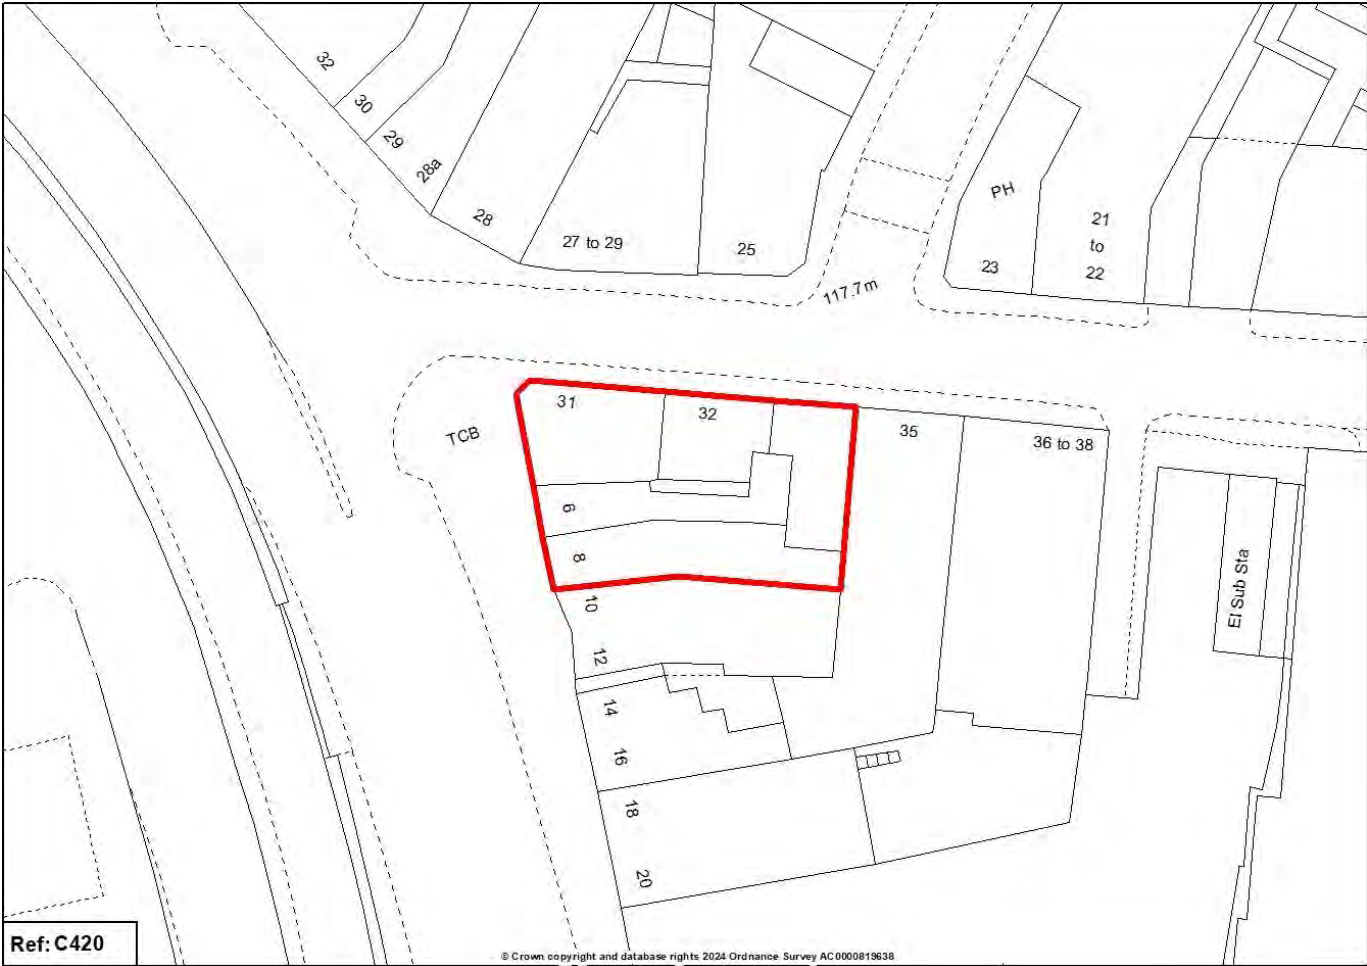 32
30
29
28a
28
27 to 29
25
PH
23
21
to
22
117.7m
TCB
31
32
35
36 to 38
6
8
10
12
14
16
18
20
El Sub Sta
Ref: C420
© Crown copyright and database rights 2024 Ordnance Survey AC0000819638